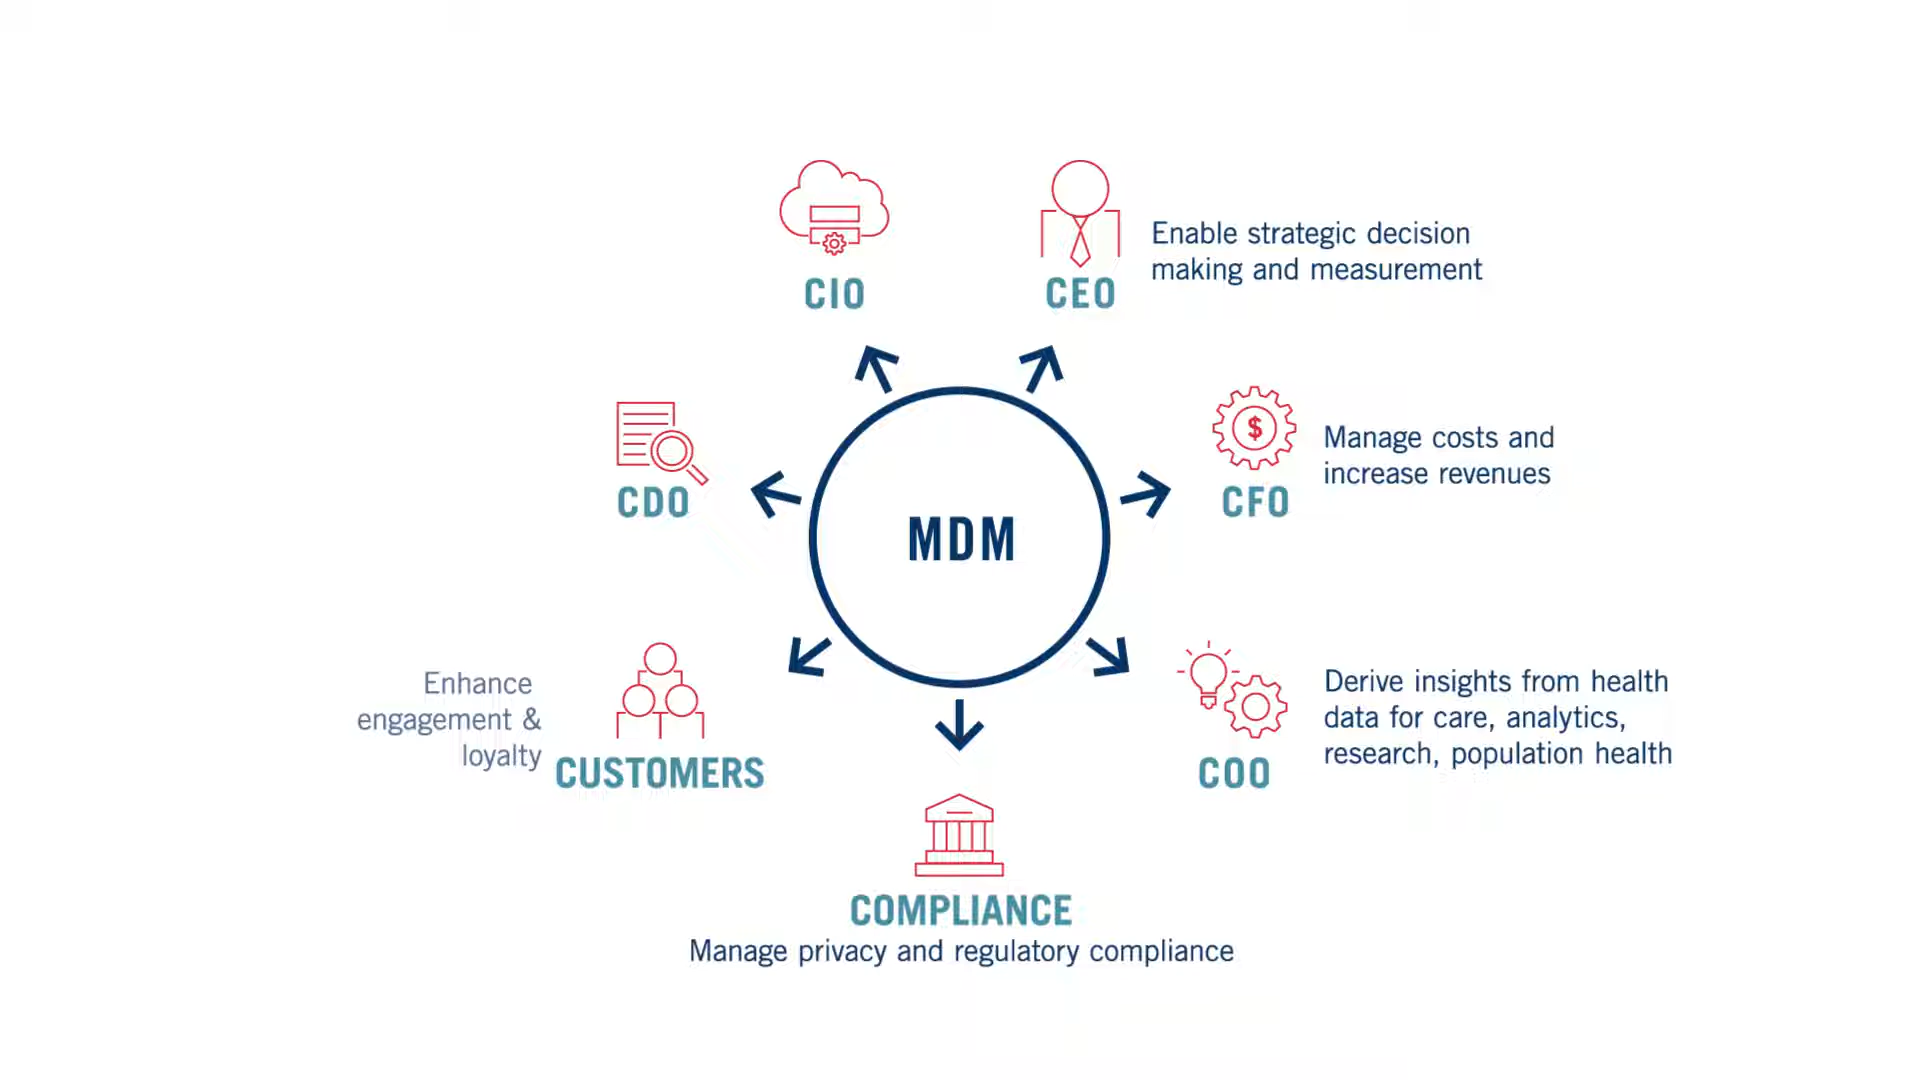 CIO
CEO
Enable strategic decision
making and measurement
$
CDO
CFO
Manage costs and
increase revenues
MDM
Enhance
engagement &
loyalty
CUSTOMERS
COO
Derive insights from health
data for care, analytics,
research, population health
COMPLIANCE
Manage privacy and regulatory compliance